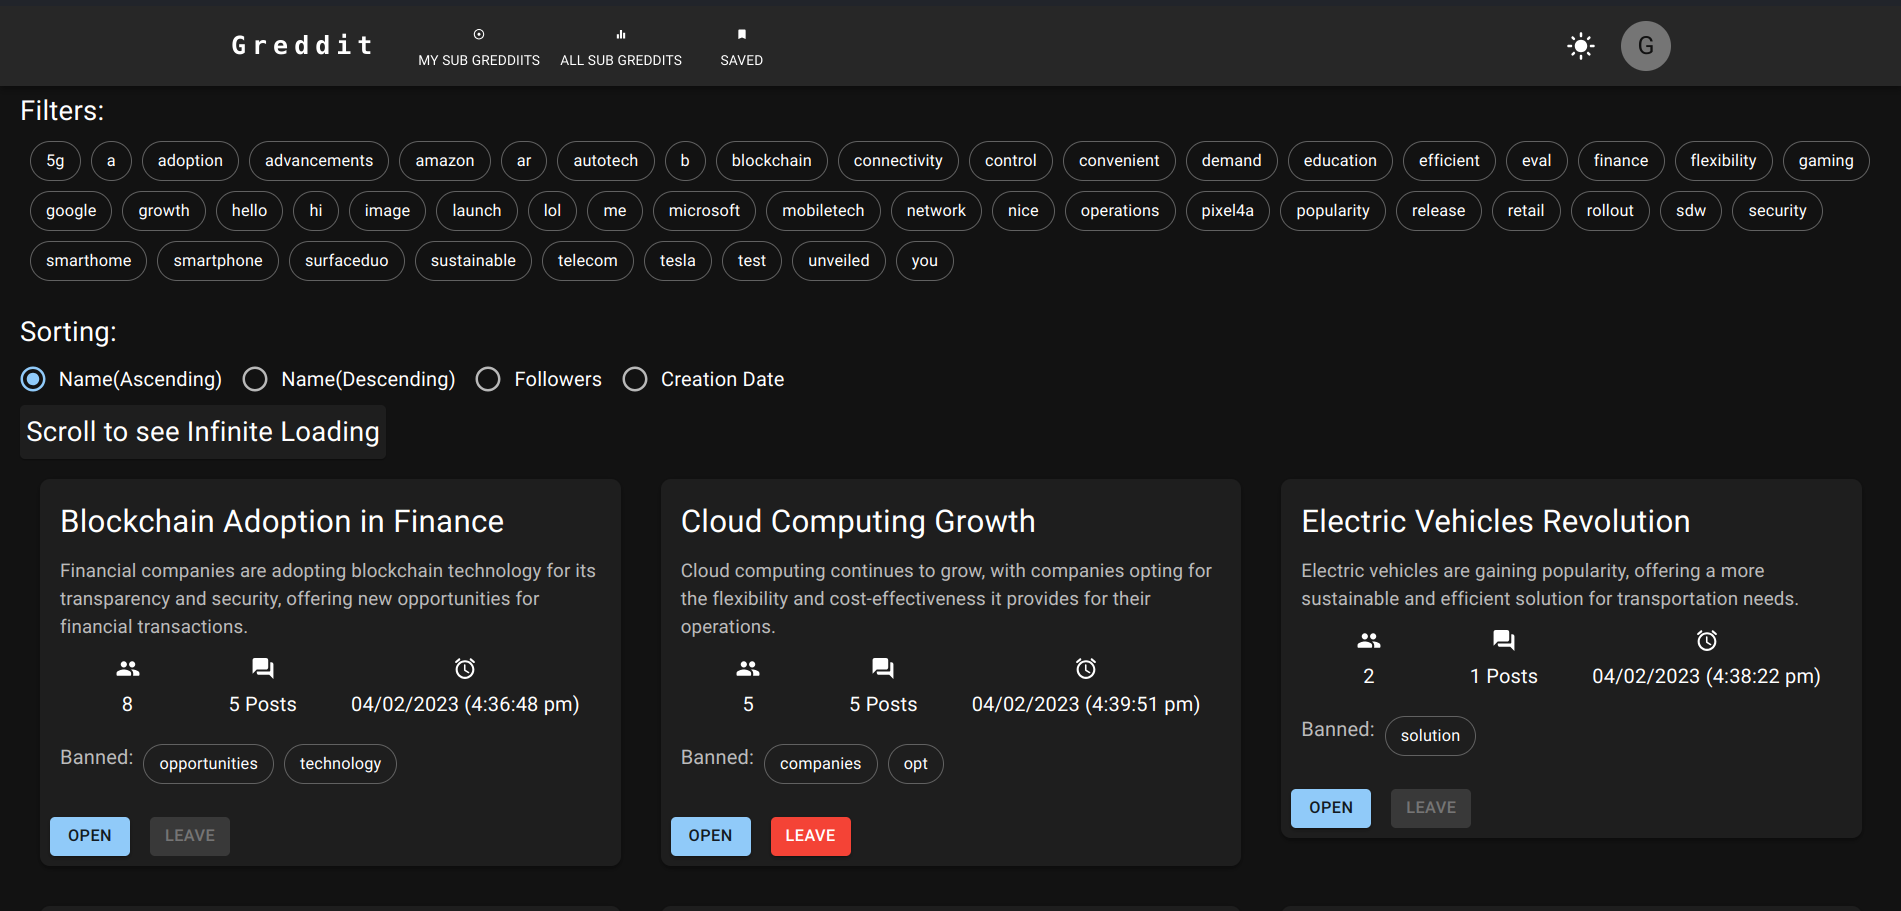 Greddit
MY SUB GREDDIITS ALL SUB GREDDITS SAVED G
Filters:
5g a adoption advancements amazon ar autotech b blockchain connectivity control convenient demand education efficient eval finance flexibility gaming
google growth hello hi image launch lol me microsoft mobiletech network nice operations pixel4a popularity release retail rollout sdw security
smarthome smartphone surfaceduo sustainable telecom tesla test unveiled you
Sorting:
Name(Ascending) Name(Descending) Followers Creation Date
Scroll to see Infinite Loading
Blockchain Adoption in Finance
Financial companies are adopting blockchain technology for its
transparency and security, offering new opportunities for
financial transactions.
8 5 Posts 04/02/2023 (4:36:48 pm)
Banned: opportunities technology
OPEN LEAVE
Cloud Computing Growth
Cloud computing continues to grow, with companies opting for
the flexibility and cost-effectiveness it provides for their
operations.
5 5 Posts 04/02/2023 (4:39:51 pm)
Banned: companies opt
OPEN LEAVE
Electric Vehicles Revolution
Electric vehicles are gaining popularity, offering a more
sustainable and efficient solution for transportation needs.
2 1 Posts 04/02/2023 (4:38:22 pm)
Banned: solution
OPEN LEAVE